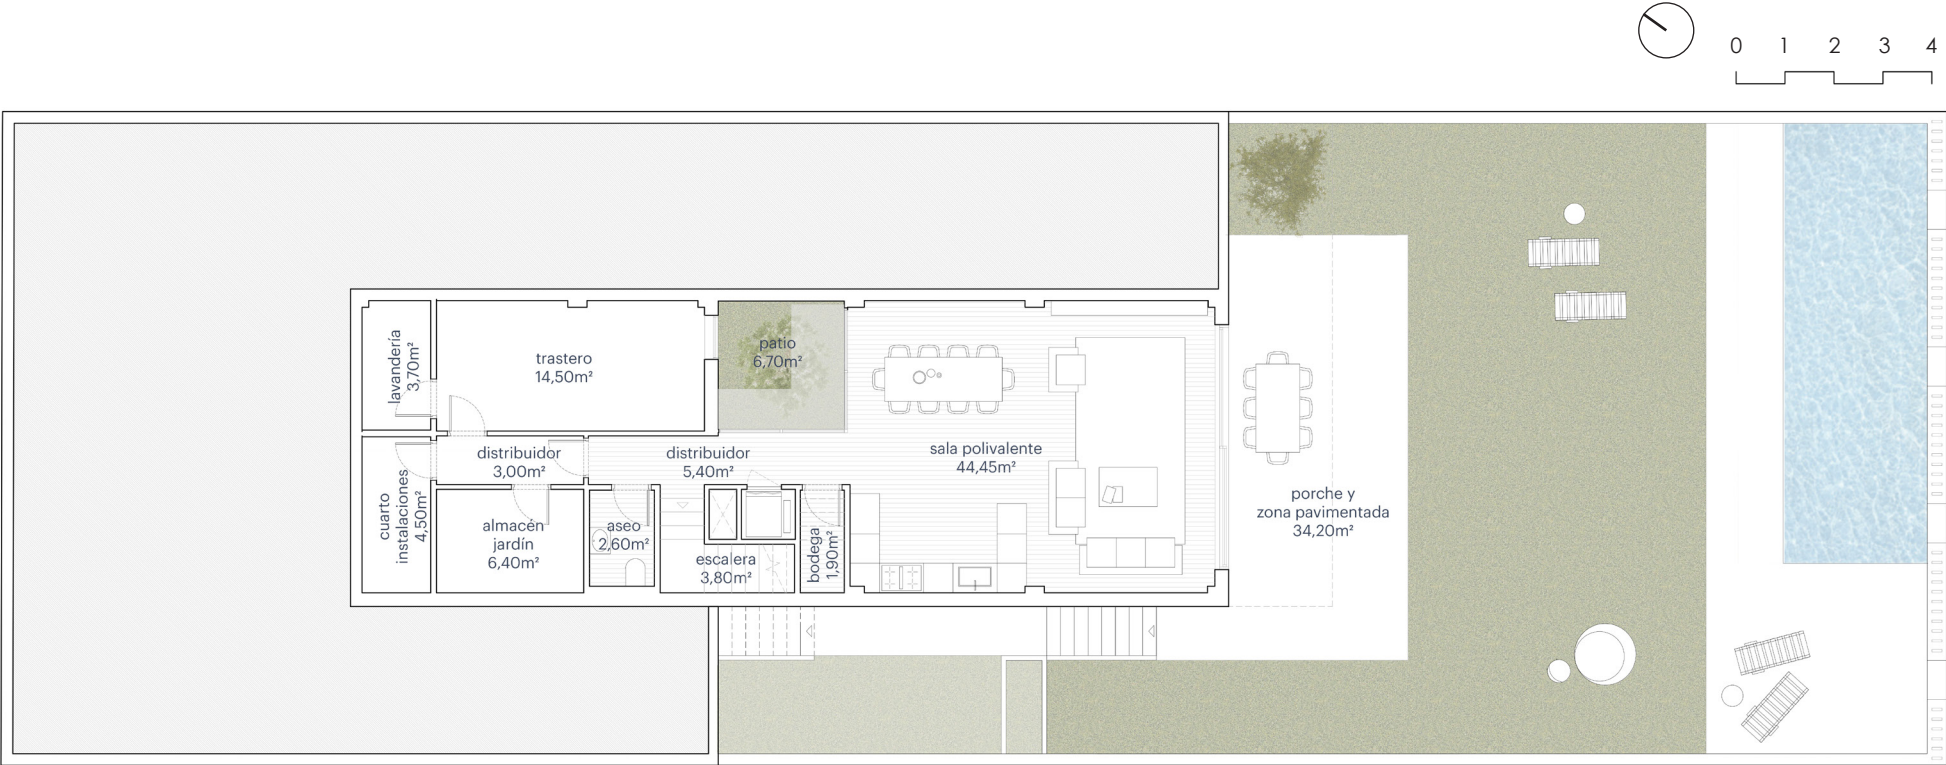 0 1 2 3 4
lavandería
3,70m²
trastero
14,50m²
patio
6,70m²
distribuidor
3,00m²
distribuidor
5,40m²
sala polivalente
44,45m²
cuarto
instalaciones
4,50m²
almacén
jardín
6,40m²
aseo
2,60m²
escalera
3,80m²
bodega
1,90m²
porche y
zona pavimentada
34,20m²